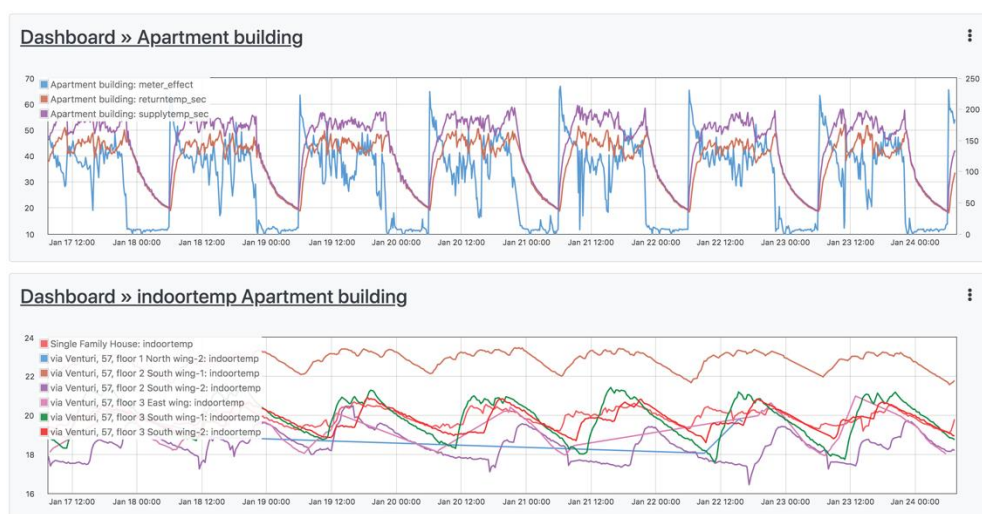 Dashboard » Apartment building
70
60
50
40
30
20
10
250
200
150
100
50
0
Apartment building: meter_effect
Apartment building: returntemp_sec
Apartment building: supplytemp_sec
Jan 17 12:00 Jan 18 00:00 Jan 18 12:00 Jan 19 00:00 Jan 19 12:00 Jan 20 00:00 Jan 20 12:00 Jan 21 00:00 Jan 21 12:00 Jan 22 00:00 Jan 22 12:00 Jan 23 00:00 Jan 23 12:00 Jan 24 00:00
Dashboard » indoortemp Apartment building
24
22
20
18
16
Single Family House: indoortemp
via Venturi, 57, floor 1 North wing-2: indoortemp
via Venturi, 57, floor 2 South wing-1: indoortemp
via Venturi, 57, floor 2 South wing-2: indoortemp
via Venturi, 57, floor 3 East wing: indoortemp
via Venturi, 57, floor 3 South wing-1: indoortemp
via Venturi, 57, floor 3 South wing-2: indoortemp
Jan 17 12:00 Jan 18 00:00 Jan 18 12:00 Jan 19 00:00 Jan 19 12:00 Jan 20 00:00 Jan 20 12:00 Jan 21 00:00 Jan 21 12:00 Jan 22 00:00 Jan 22 12:00 Jan 23 00:00 Jan 23 12:00 Jan 24 00:00